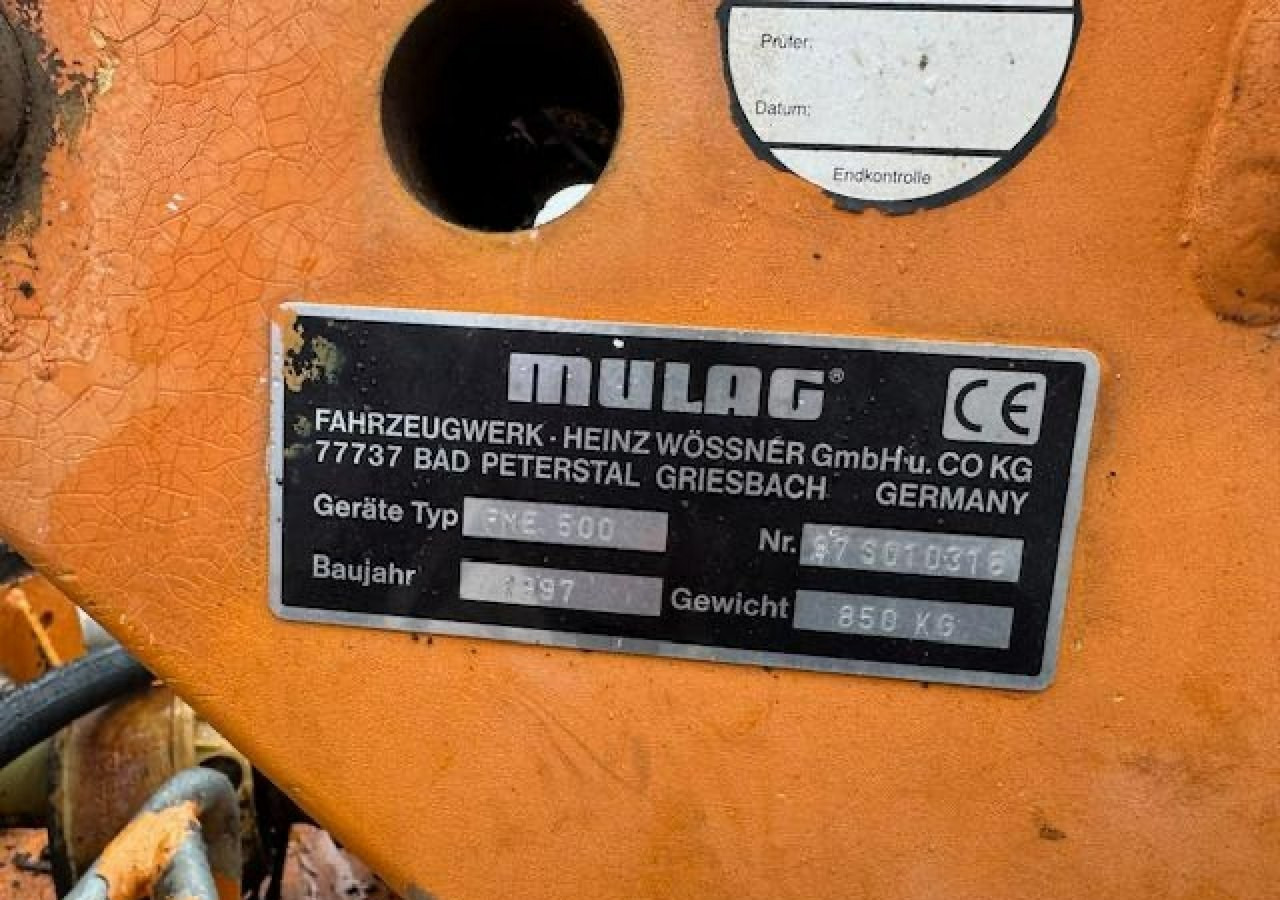 Prüfer:
Datum:
Endkontrolle
MULAG®
CE
FAHRZEUGWERK · HEINZ WÖSSNER GmbH u. CO KG
77737 BAD PETERSTAL GRIESBACH GERMANY
Geräte Typ FME 500 Nr. 97S010316
Baujahr 1997 Gewicht 850 KG